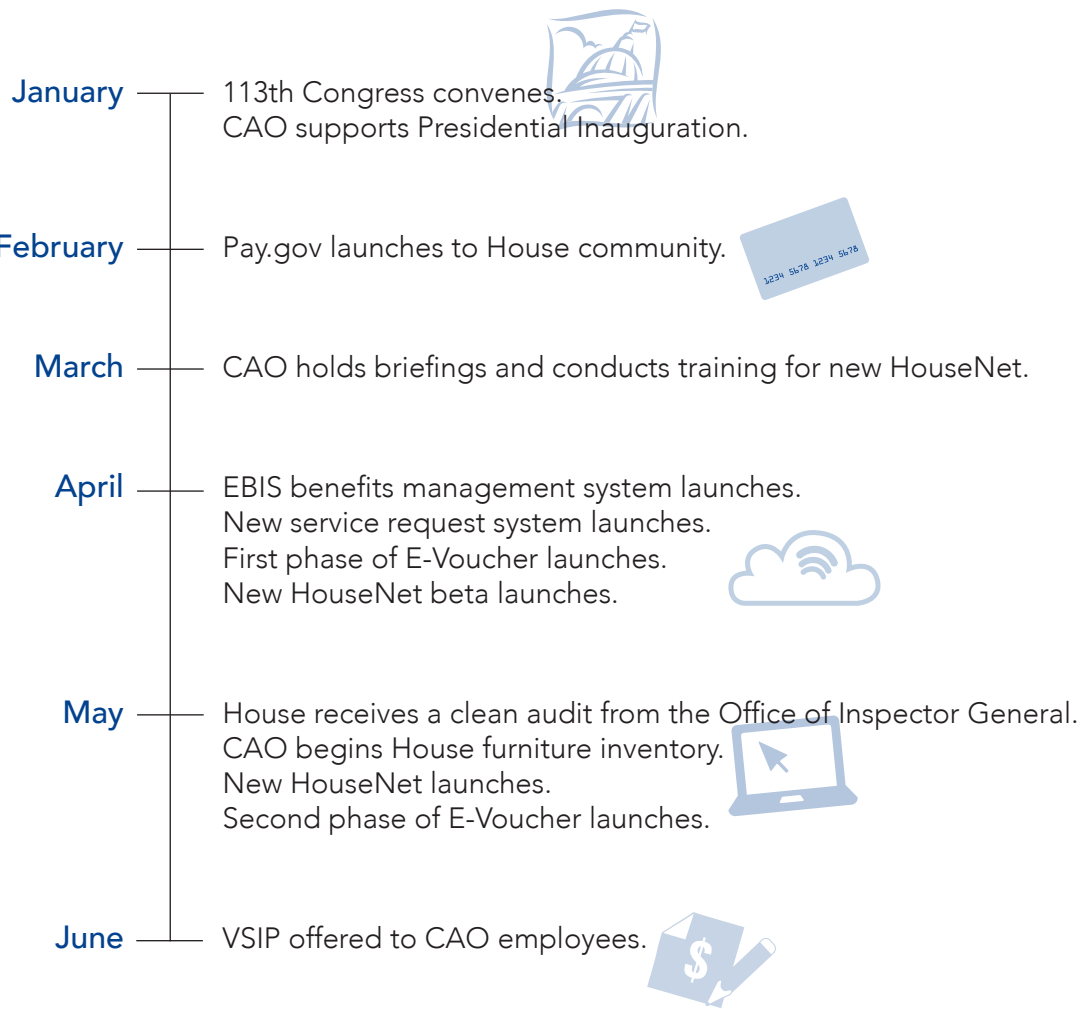 January
113th Congress convenes.
CAO supports Presidential Inauguration.
February
Pay.gov launches to House community.
1234 5678 1234 5678
March
CAO holds briefings and conducts training for new HouseNet.
April
EBIS benefits management system launches.
New service request system launches.
First phase of E-Voucher launches.
New HouseNet beta launches.
May
House receives a clean audit from the Office of Inspector General.
CAO begins House furniture inventory.
New HouseNet launches.
Second phase of E-Voucher launches.
June
VSIP offered to CAO employees.
$